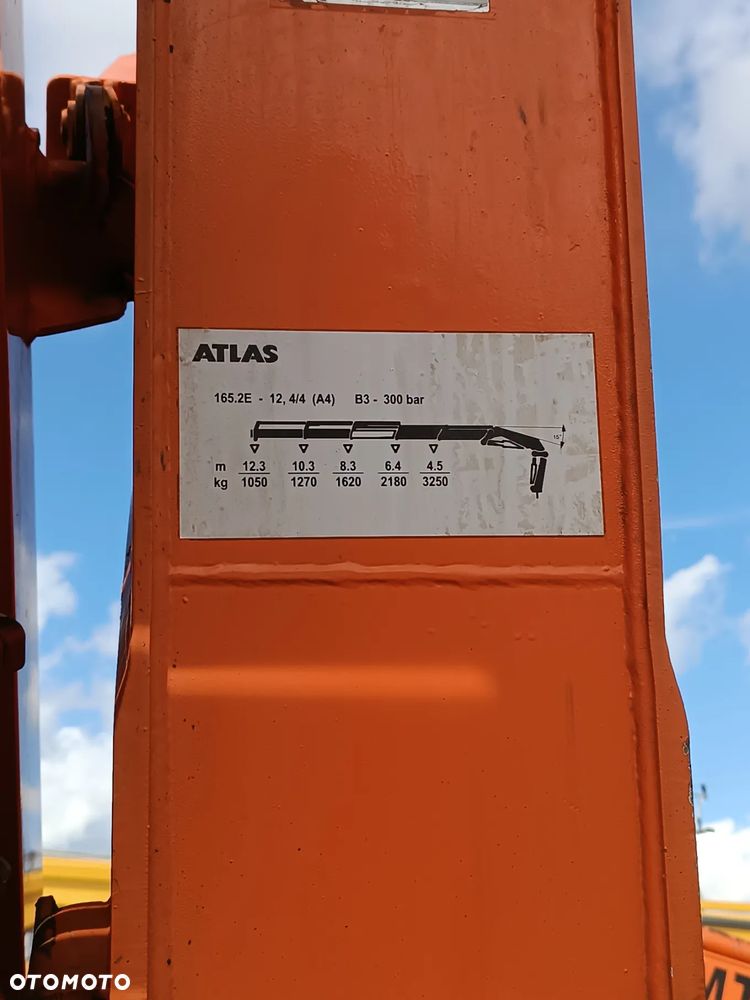 ATLAS
165.2E - 12, 4/4 (A4) B3 - 300 bar
15°
m 12.3 10.3 8.3 6.4 4.5
kg 1050 1270 1620 2180 3250
OTOMOTO